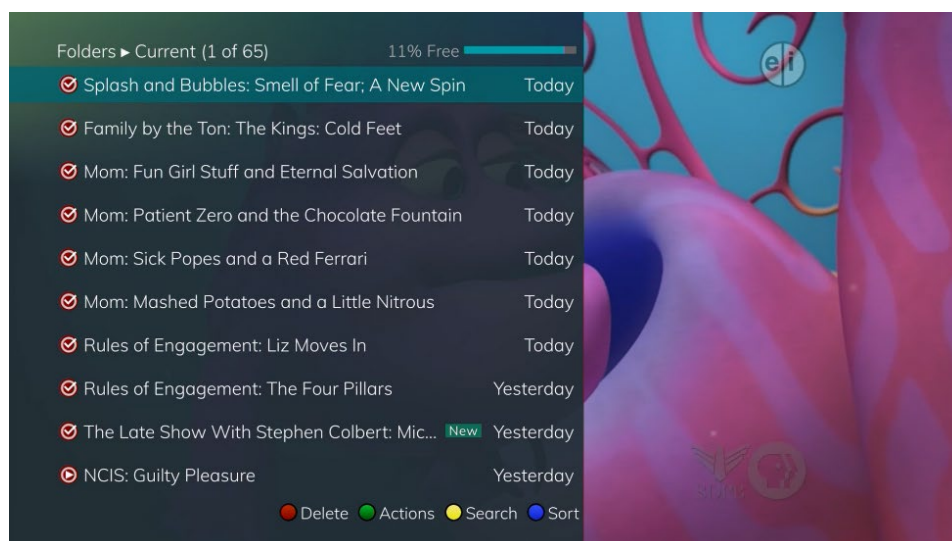 Folders ▸ Current (1 of 65) 11% Free
Splash and Bubbles: Smell of Fear; A New Spin Today
Family by the Ton: The Kings: Cold Feet Today
Mom: Fun Girl Stuff and Eternal Salvation Today
Mom: Patient Zero and the Chocolate Fountain Today
Mom: Sick Popes and a Red Ferrari Today
Mom: Mashed Potatoes and a Little Nitrous Today
Rules of Engagement: Liz Moves In Today
Rules of Engagement: The Four Pillars Yesterday
The Late Show With Stephen Colbert: Mic... New Yesterday
NCIS: Guilty Pleasure Yesterday
Delete Actions Search Sort
e/i